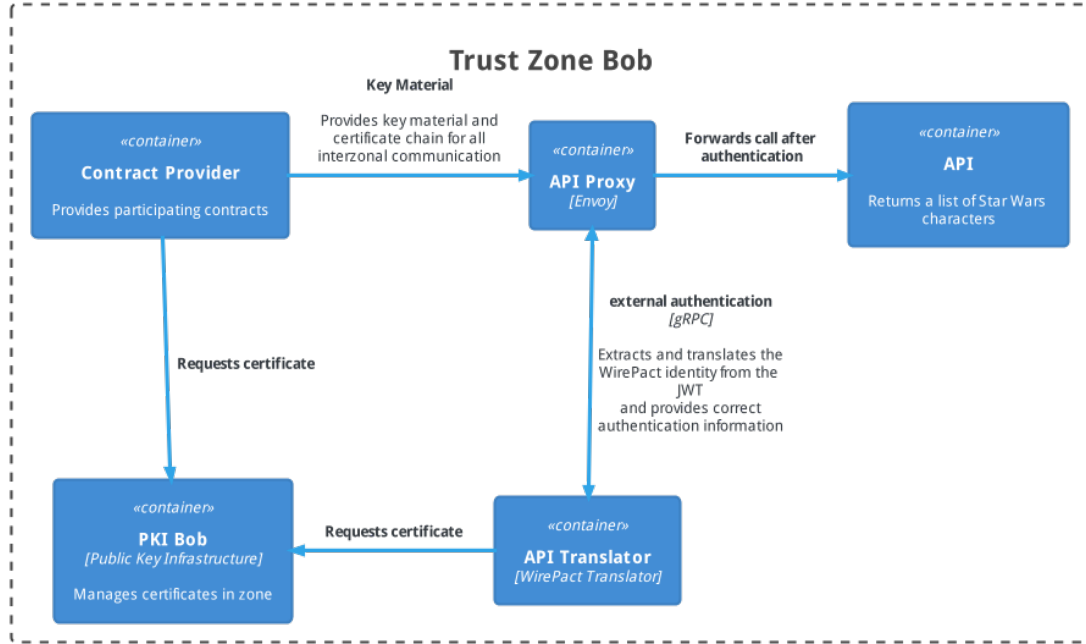 Trust Zone Bob
Key Material
Provides key material and
certificate chain for all
interzonal communication
«container»
Contract Provider
Provides participating contracts
«container»
API Proxy
[Envoy]
Forwards call after
authentication
«container»
API
Returns a list of Star Wars
characters
external authentication
[gRPC]
Extracts and translates the
WirePact identity from the
JWT
and provides correct
authentication information
Requests certificate
«container»
PKI Bob
[Public Key Infrastructure]
Manages certificates in zone
Requests certificate
«container»
API Translator
[WirePact Translator]